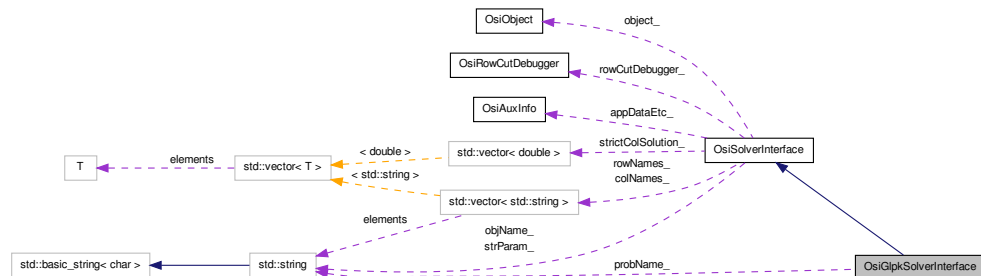 OsiObject
object_
OsiRowCutDebugger
rowCutDebugger_
OsiAuxInfo
appDataEtc_
< double >
std::vector< double >
strictColSolution_
OsiSolverInterface
T
elements
std::vector< T >
< std::string >
rowNames_
colNames_
std::vector< std::string >
elements
objName_
strParam_
std::basic_string< char >
std::string
probName_
OsiGlpkSolverInterface